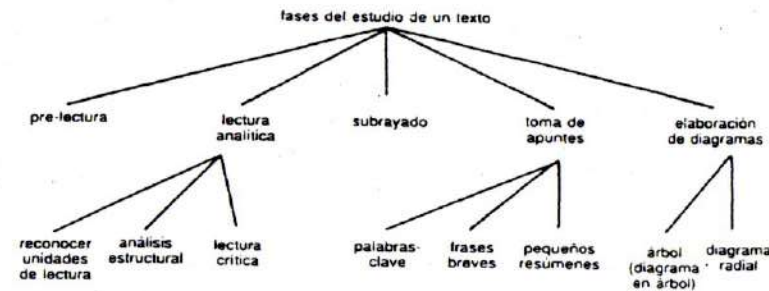 fases del estudio de un texto
pre-lectura
lectura
analítica
subrayado
toma de
apuntes
elaboración
de diagramas
reconocer
unidades
de lectura
análisis
estructural
lectura
crítica
palabras-
clave
frases
breves
pequeños
resúmenes
árbol
(diagrama
en árbol)
diagrama
radial